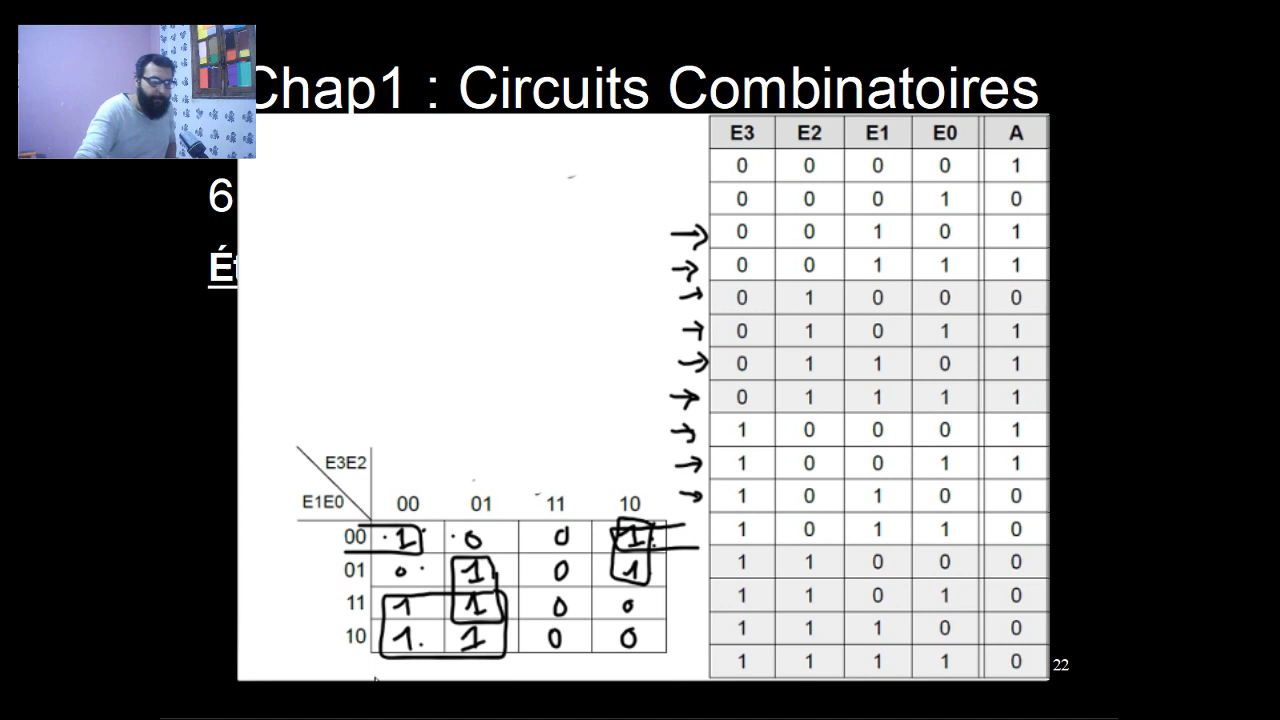 Chap1 : Circuits Combinatoires
6
É
E3 E2 E1 E0 A
0 0 0 0 1
0 0 0 1 0
0 0 1 0 1
0 0 1 1 1
0 1 0 0 0
0 1 0 1 1
0 1 1 0 1
0 1 1 1 1
1 0 0 0 1
1 0 0 1 1
1 0 1 0 0
1 0 1 1 0
1 1 0 0 0
1 1 0 1 0
1 1 1 0 0
1 1 1 1 0
E3E2
E1E0 00 01 11 10
00 1 0 0 1
01 0 1 0 1
11 1 1 0 0
10 1 1 0 0
22